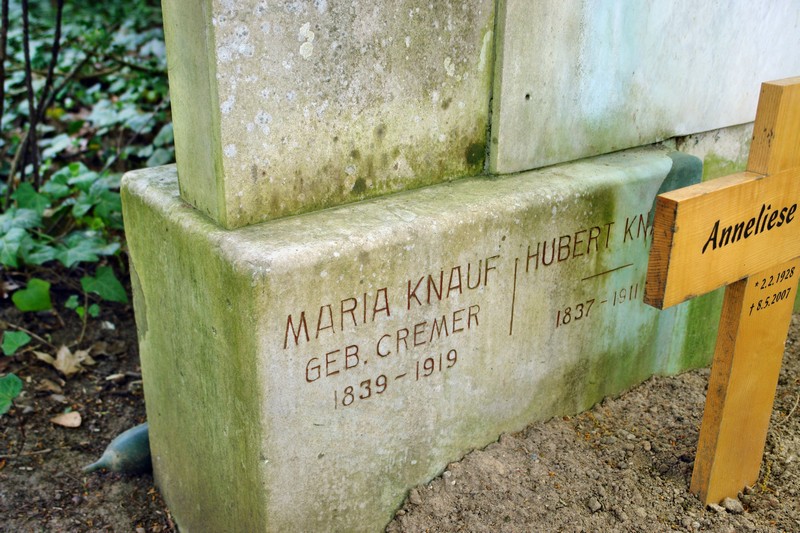 MARIA KNAUF
GEB. CREMER
1839-1919
HUBERT
1837-1911
Anneliese
*2.2.1928
†8.5.2007